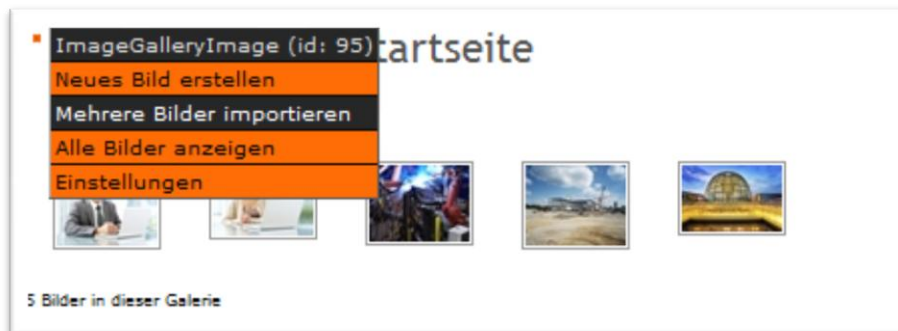 ImageGalleryImage (id: 95)
tartseite
Neues Bild erstellen
Mehrere Bilder importieren
Alle Bilder anzeigen
Einstellungen
5 Bilder in dieser Galerie